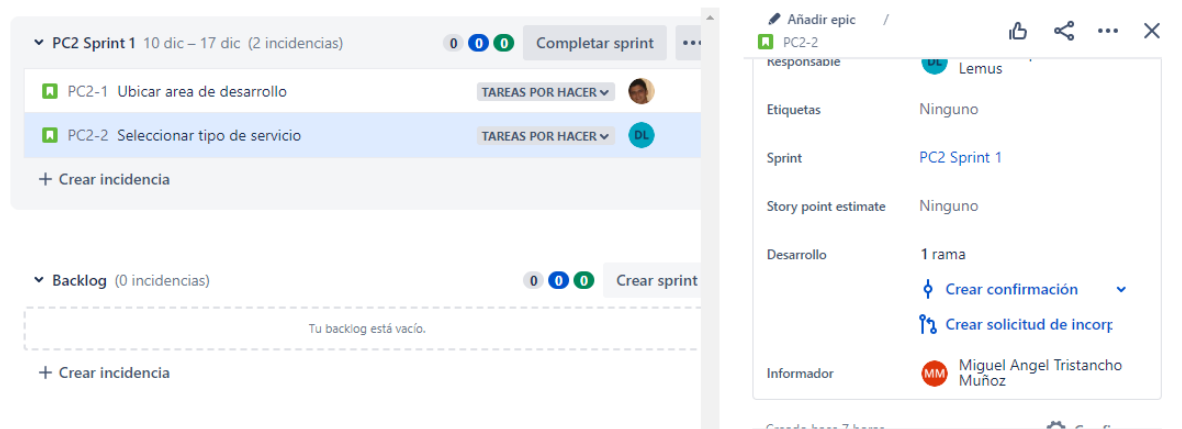 PC2 Sprint 1 10 dic – 17 dic (2 incidencias) 0 0 0 Completar sprint
PC2-1 Ubicar area de desarrollo TAREAS POR HACER
PC2-2 Seleccionar tipo de servicio TAREAS POR HACER DL
+ Crear incidencia
Backlog (0 incidencias) 0 0 0 Crear sprint
Tu backlog está vacío.
+ Crear incidencia
Añadir epic /
PC2-2
Responsable DL Lemus
Etiquetas Ninguno
Sprint PC2 Sprint 1
Story point estimate Ninguno
Desarrollo 1 rama
Crear confirmación
Crear solicitud de incorp
Informador MM Miguel Angel Tristancho
Muñoz
Creado hace 7 horas